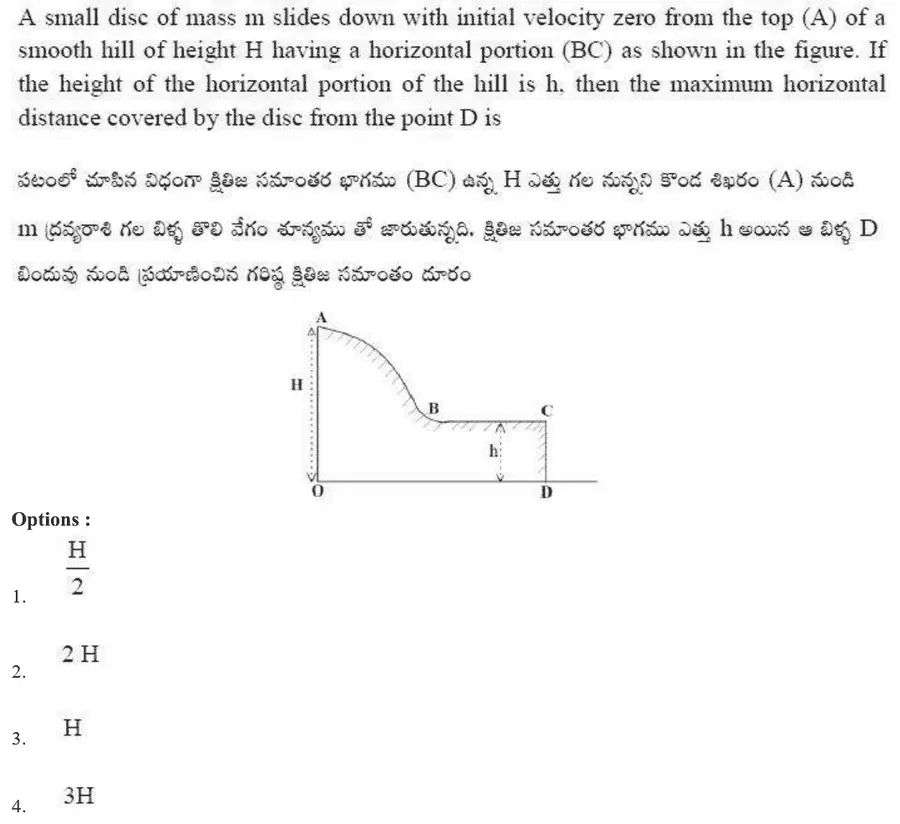 A small disc of mass m slides down with initial velocity zero from the top (A) of a
smooth hill of height H having a horizontal portion (BC) as shown in the figure. If
the height of the horizontal portion of the hill is h, then the maximum horizontal
distance covered by the disc from the point D is
పటంలో చూపిన విధంగా క్షితిజ సమాంతర భాగము (BC) ఉన్న H ఎత్తు గల నున్నని కొండ శిఖరం (A) నుండి
m ద్రవ్యరాశి గల బిళ్ళ తొలి వేగం శూన్యము తో జారుతున్నది. క్షితిజ సమాంతర భాగము ఎత్తు h అయిన ఆ బిళ్ళ D
బిందువు నుండి ప్రయాణించిన గరిష్ఠ క్షితిజ సమాంతం దూరం
A
H
B
C
h
O
D
Options :
1. H/2
2. 2 H
3. H
4. 3H